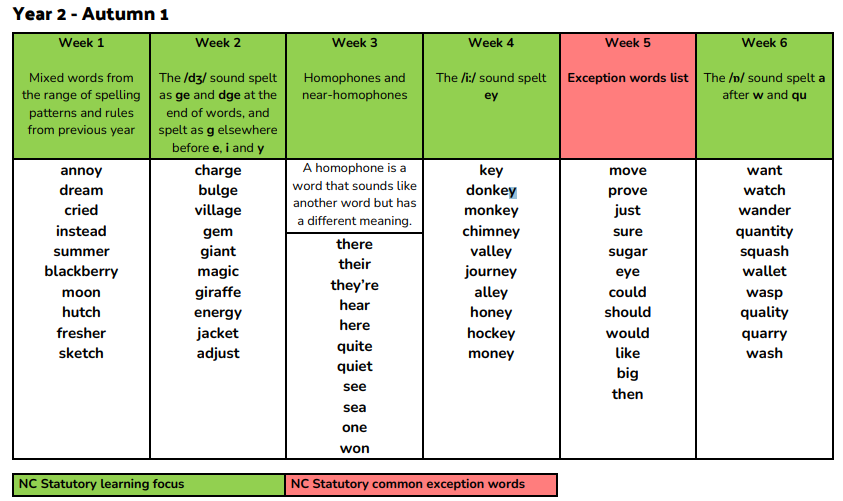 Year 2 - Autumn 1
Week 1
Mixed words from
the range of spelling
patterns and rules
from previous year
annoy
dream
cried
instead
summer
blackberry
moon
hutch
fresher
sketch
Week 2
The /dʒ/ sound spelt
as ge and dge at the
end of words, and
spelt as g elsewhere
before e, i and y
charge
bulge
village
gem
giant
magic
giraffe
energy
jacket
adjust
Week 3
Homophones and
near-homophones
A homophone is a
word that sounds like
another word but has
a different meaning.
there
their
they're
hear
here
quite
quiet
see
sea
one
won
Week 4
The /i:/ sound spelt
ey
key
donkey
monkey
chimney
valley
journey
alley
honey
hockey
money
Week 5
Exception words list
move
prove
just
sure
sugar
eye
could
should
would
like
big
then
Week 6
The /ɒ/ sound spelt a
after w and qu
want
watch
wander
quantity
squash
wallet
wasp
quality
quarry
wash
NC Statutory learning focus
NC Statutory common exception words